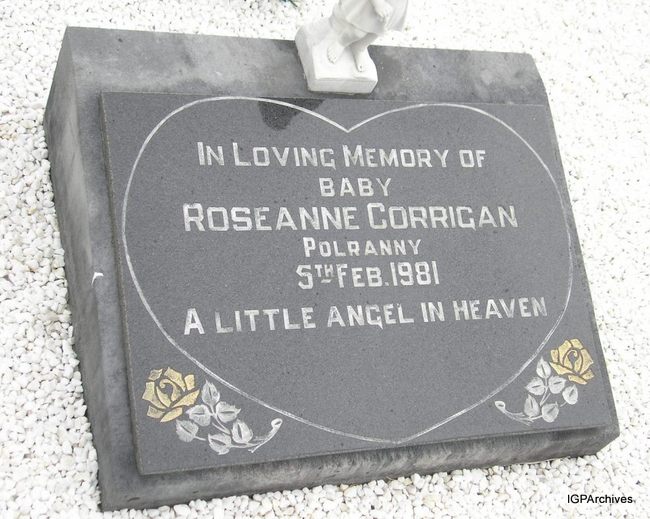 IN LOVING MEMORY OF
BABY
ROSEANNE CORRIGAN
POLRANNY
5TH FEB. 1981
A LITTLE ANGEL IN HEAVEN
IGPArchives